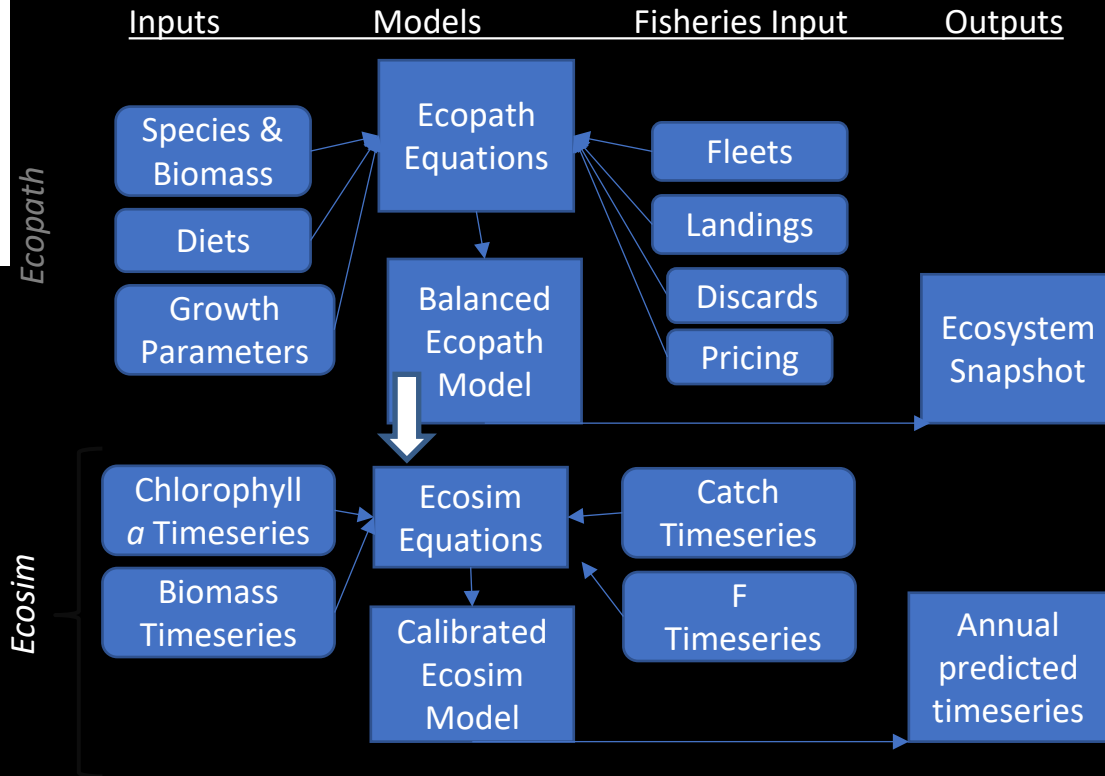 Inputs Models Fisheries Input Outputs
Ecopath
Species &
Biomass
Diets
Growth
Parameters
Ecopath
Equations
Balanced
Ecopath
Model
Fleets
Landings
Discards
Pricing
Ecosystem
Snapshot
Ecosim
Chlorophyll
a Timeseries
Biomass
Timeseries
Ecosim
Equations
Calibrated
Ecosim
Model
Catch
Timeseries
F
Timeseries
Annual
predicted
timeseries